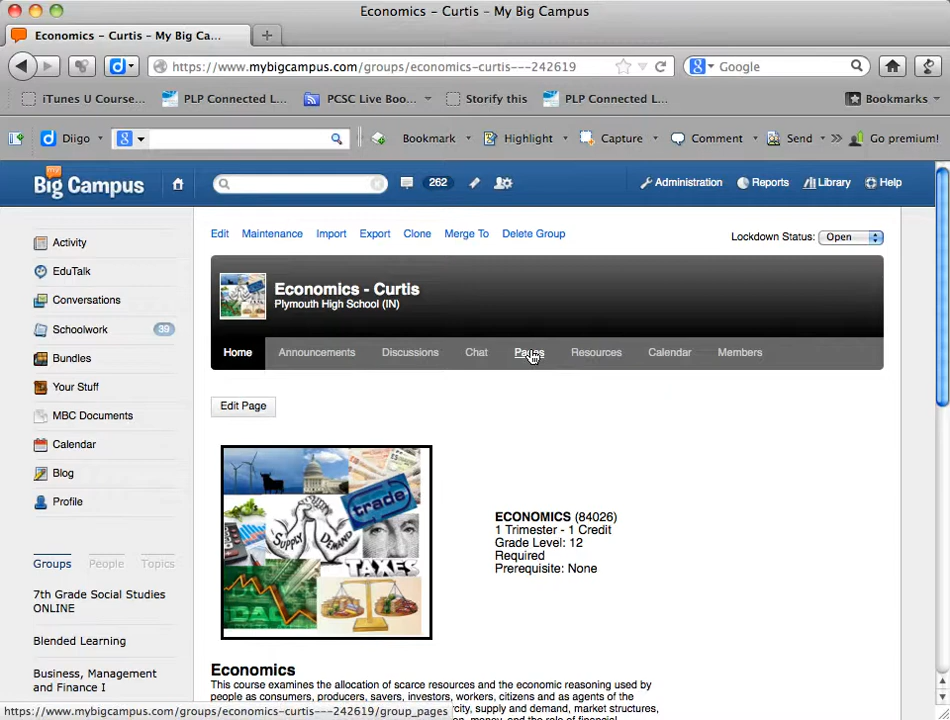 Economics – Curtis – My Big Campus
Economics – Curtis – My Big Ca...
https://www.mybigcampus.com/groups/economics-curtis---242619
Google
iTunes U Course...
PLP Connected L...
PCSC Live Boo...
Storify this
PLP Connected L...
Bookmarks
Diigo
Bookmark
Highlight
Capture
Comment
Send
Go premium!
my
Big Campus
262
Administration
Reports
Library
Help
Activity
EduTalk
Conversations
Schoolwork 39
Bundles
Your Stuff
MBC Documents
Calendar
Blog
Profile
Groups People Topics
7th Grade Social Studies
ONLINE
Blended Learning
Business, Management
and Finance I
Edit Maintenance Import Export Clone Merge To Delete Group
Lockdown Status: Open
Economics - Curtis
Plymouth High School (IN)
Home Announcements Discussions Chat Pages Resources Calendar Members
Edit Page
trade
SUPPLY DEMAND
TAXES
ECONOMICS (84026)
1 Trimester - 1 Credit
Grade Level: 12
Required
Prerequisite: None
Economics
This course examines the allocation of scarce resources and the economic reasoning used by
people as consumers, producers, savers, investors, workers, citizens and as agents of the
supply and demand, market structures,
https://www.mybigcampus.com/groups/economics-curtis---242619/group_pages